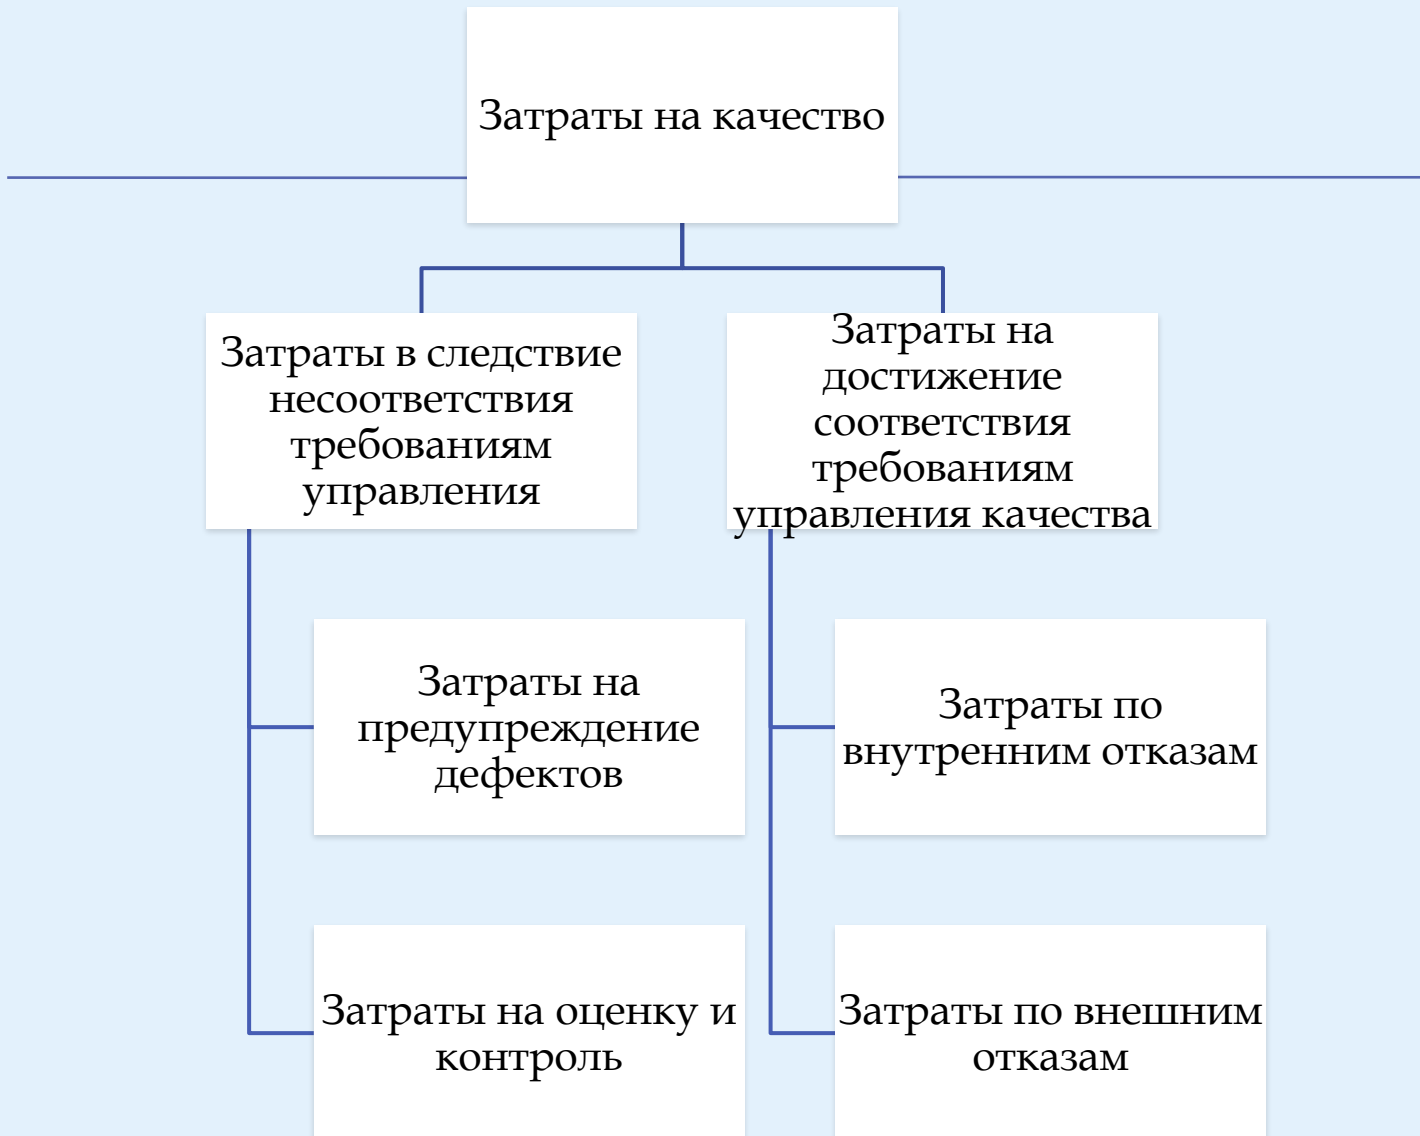 Затраты на качество
Затраты в следствие
несоответствия
требованиям
управления
Затраты на
достижение
соответствия
требованиям
управления качества
Затраты на
предупреждение
дефектов
Затраты по
внутренним отказам
Затраты на оценку и
контроль
Затраты по внешним
отказам